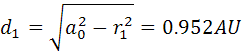 d₁ = √(a₀² − r₁²) = 0.952AU